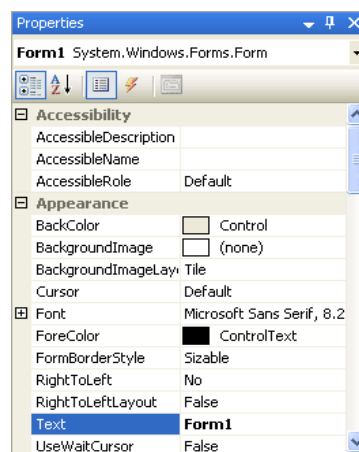 Properties
Form1 System.Windows.Forms.Form
Accessibility
AccessibleDescription
AccessibleName
AccessibleRole Default
Appearance
BackColor Control
BackgroundImage (none)
BackgroundImageLay Tile
Cursor Default
Font Microsoft Sans Serif, 8.2
ForeColor ControlText
FormBorderStyle Sizable
RightToLeft No
RightToLeftLayout False
Text Form1
UseWaitCursor False